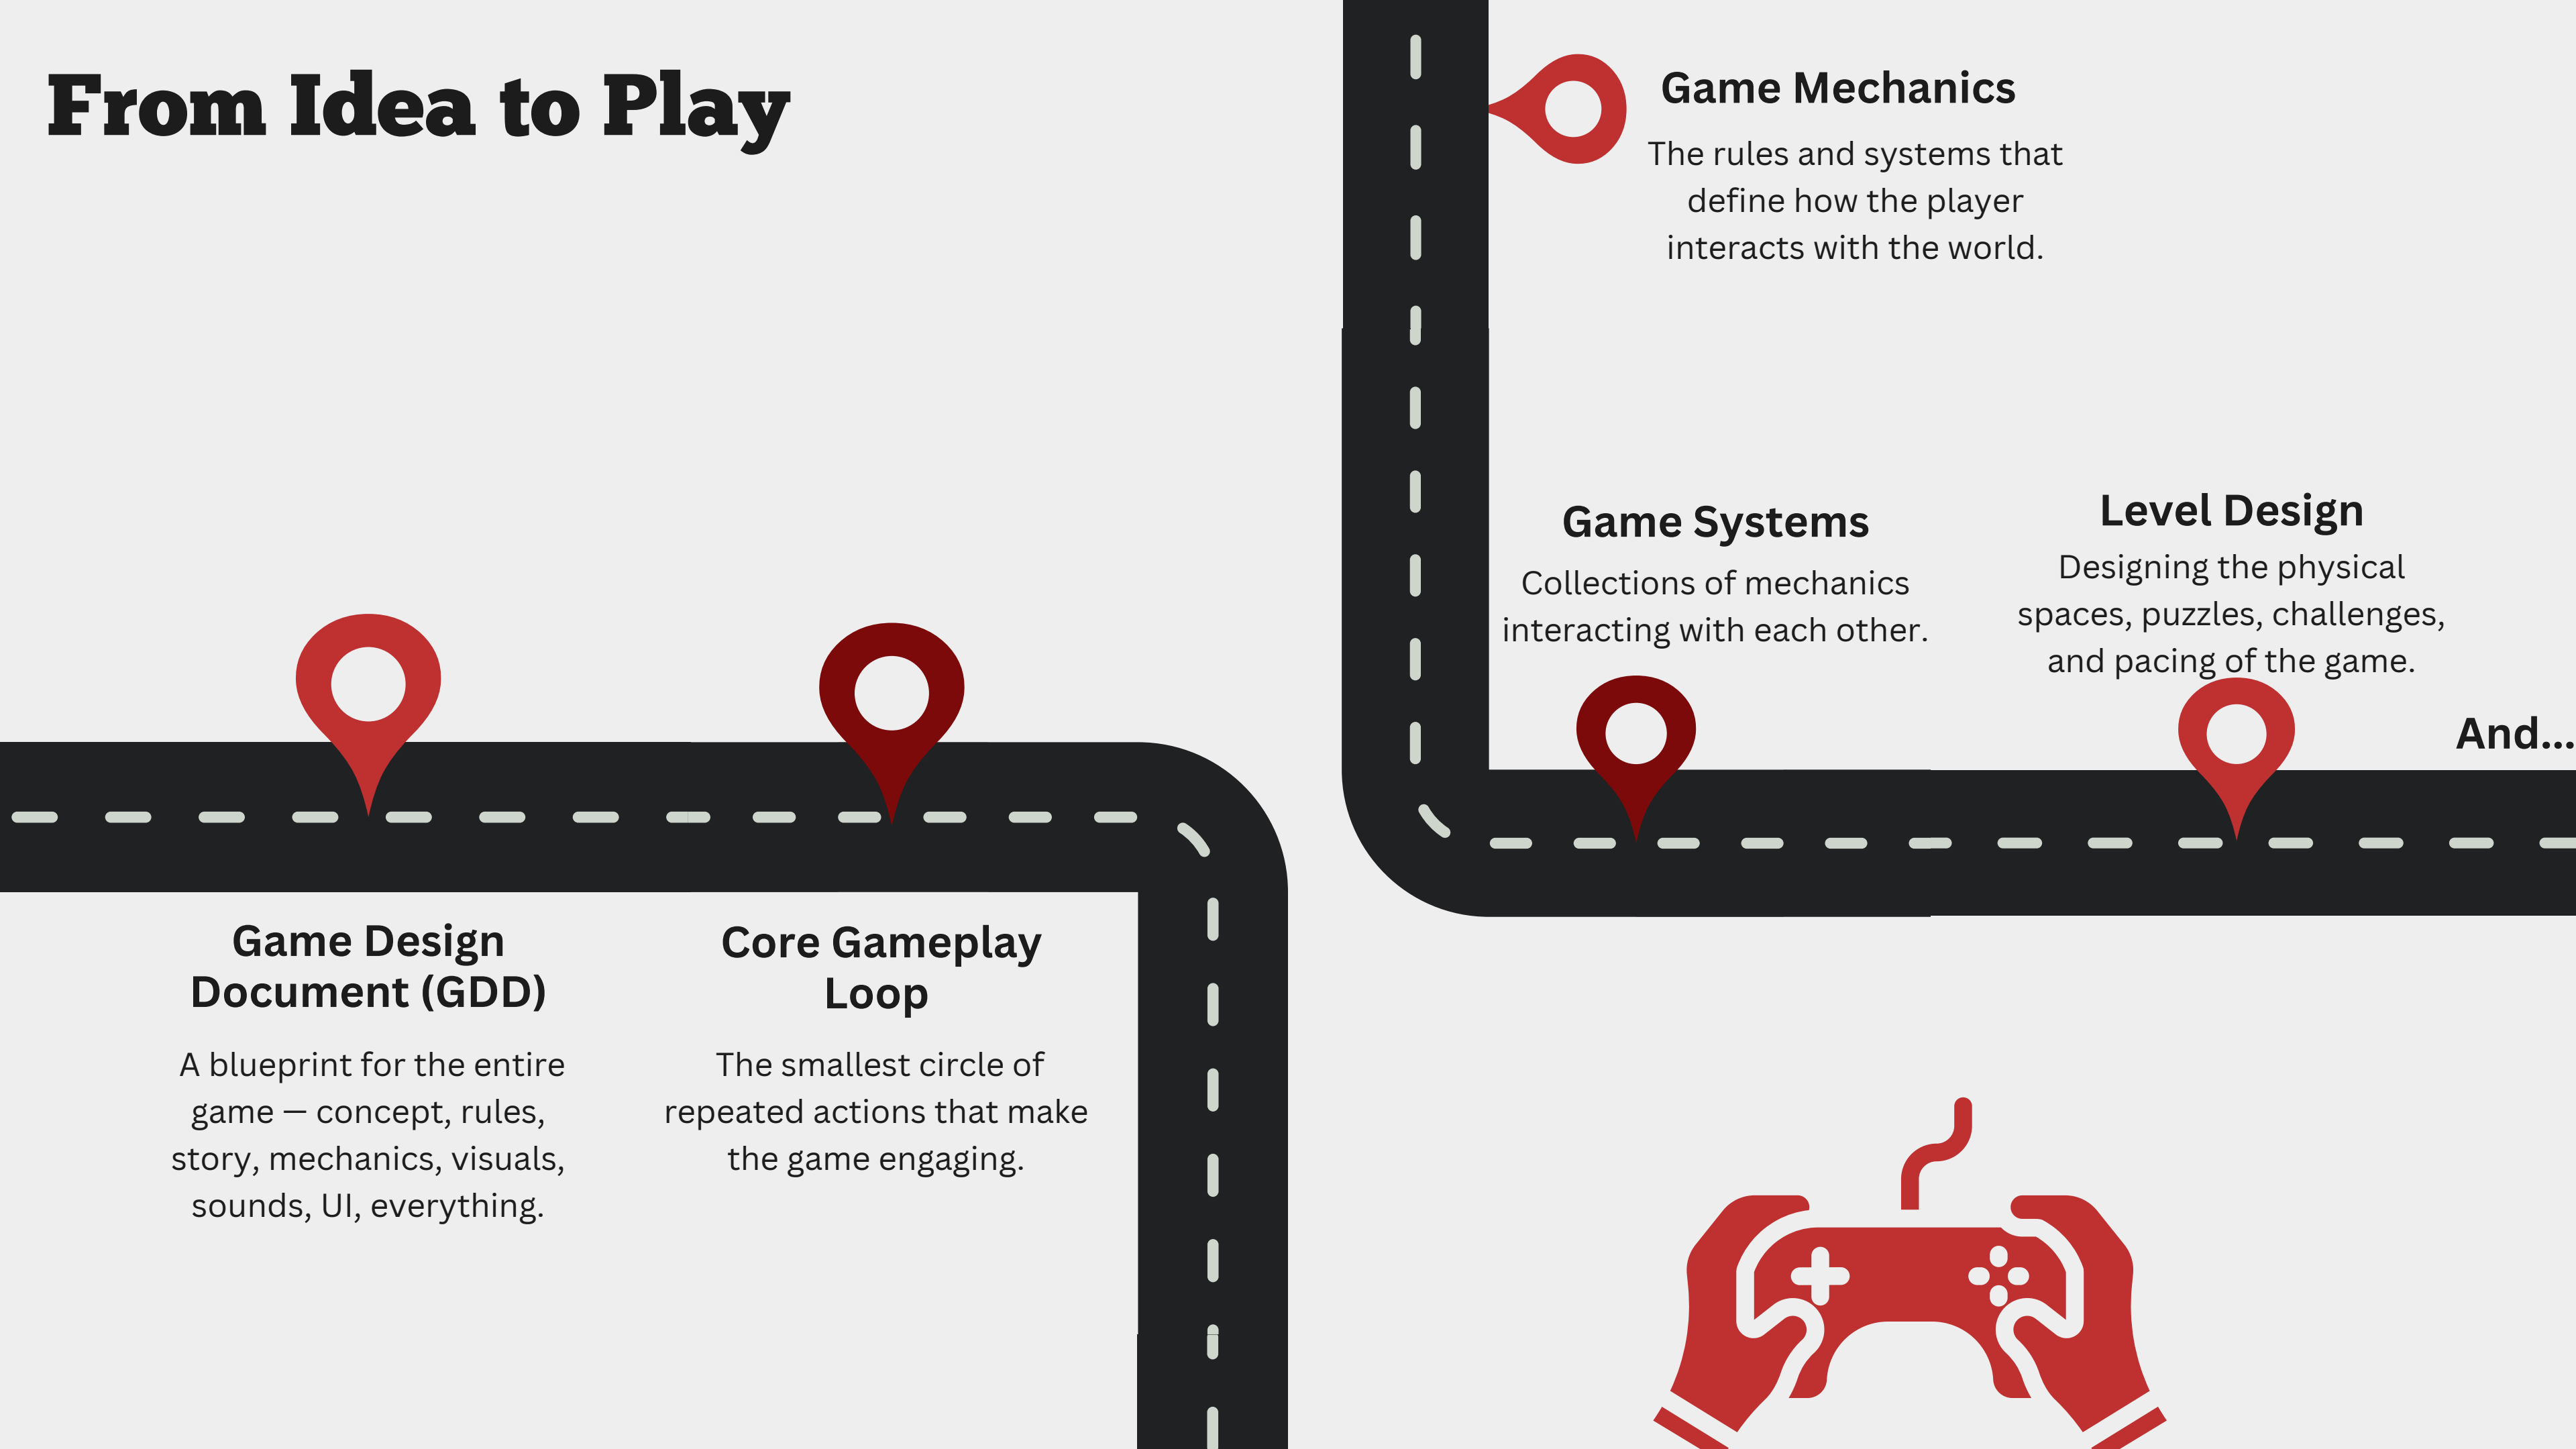 From Idea to Play
Game Design
Document (GDD)
A blueprint for the entire
game — concept, rules,
story, mechanics, visuals,
sounds, UI, everything.
Core Gameplay
Loop
The smallest circle of
repeated actions that make
the game engaging.
Game Mechanics
The rules and systems that
define how the player
interacts with the world.
Game Systems
Collections of mechanics
interacting with each other.
Level Design
Designing the physical
spaces, puzzles, challenges,
and pacing of the game.
And...